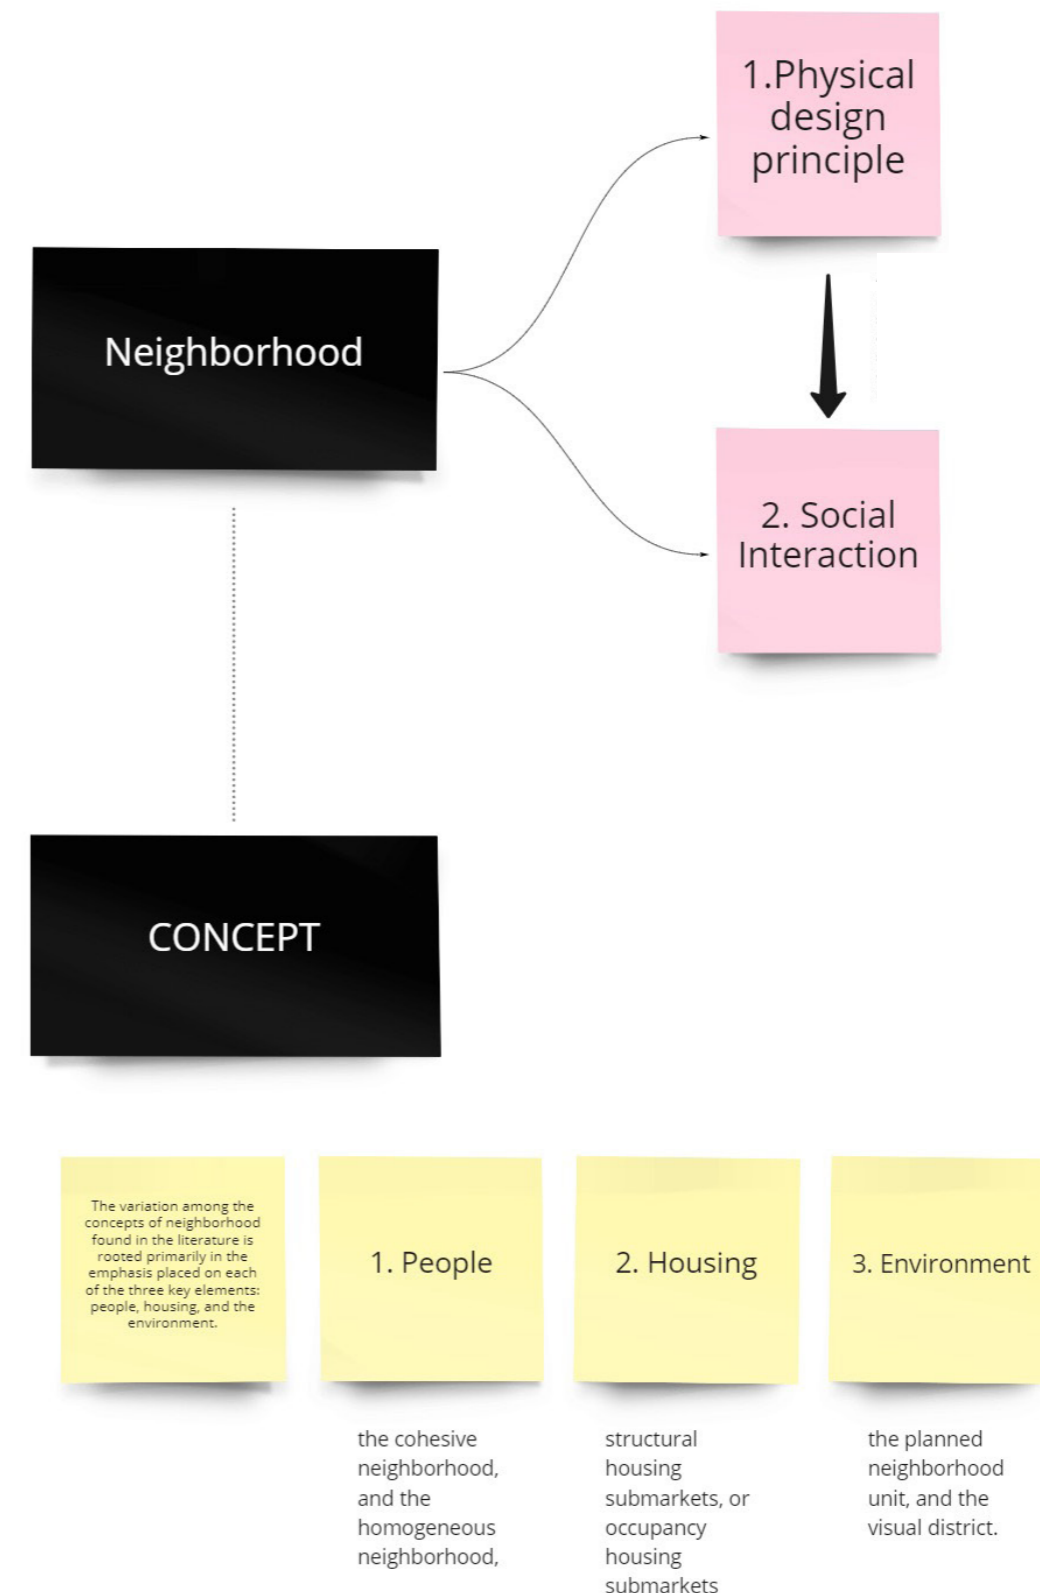 1.Physical
design
principle
Neighborhood
2. Social
Interaction
CONCEPT
The variation among the
concepts of neighborhood
found in the literature is
rooted primarily in the
emphasis placed on each
of the three key elements:
people, housing, and the
environment.
1. People
2. Housing
3. Environment
the cohesive
neighborhood,
and the
homogeneous
neighborhood,
structural
housing
submarkets, or
occupancy
housing
submarkets
the planned
neighborhood
unit, and the
visual district.